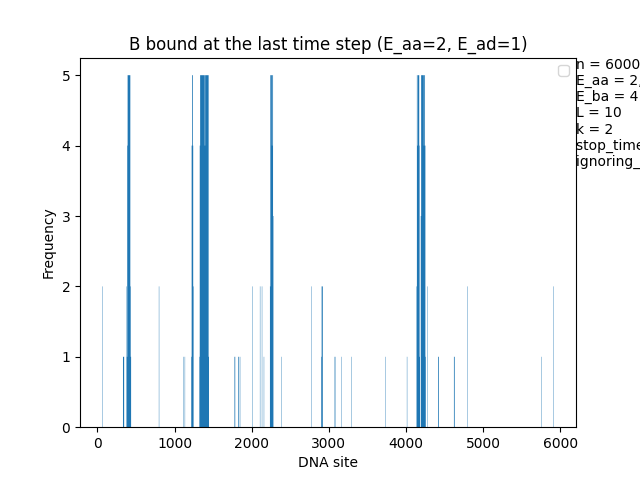 B bound at the last time step (E_aa=2, E_ad=1)
n = 6000
E_aa = 2,
E_ba = 4
L = 10
k = 2
stop_time
ignoring_
5
4
3
2
1
0
Frequency
0 1000 2000 3000 4000 5000 6000
DNA site